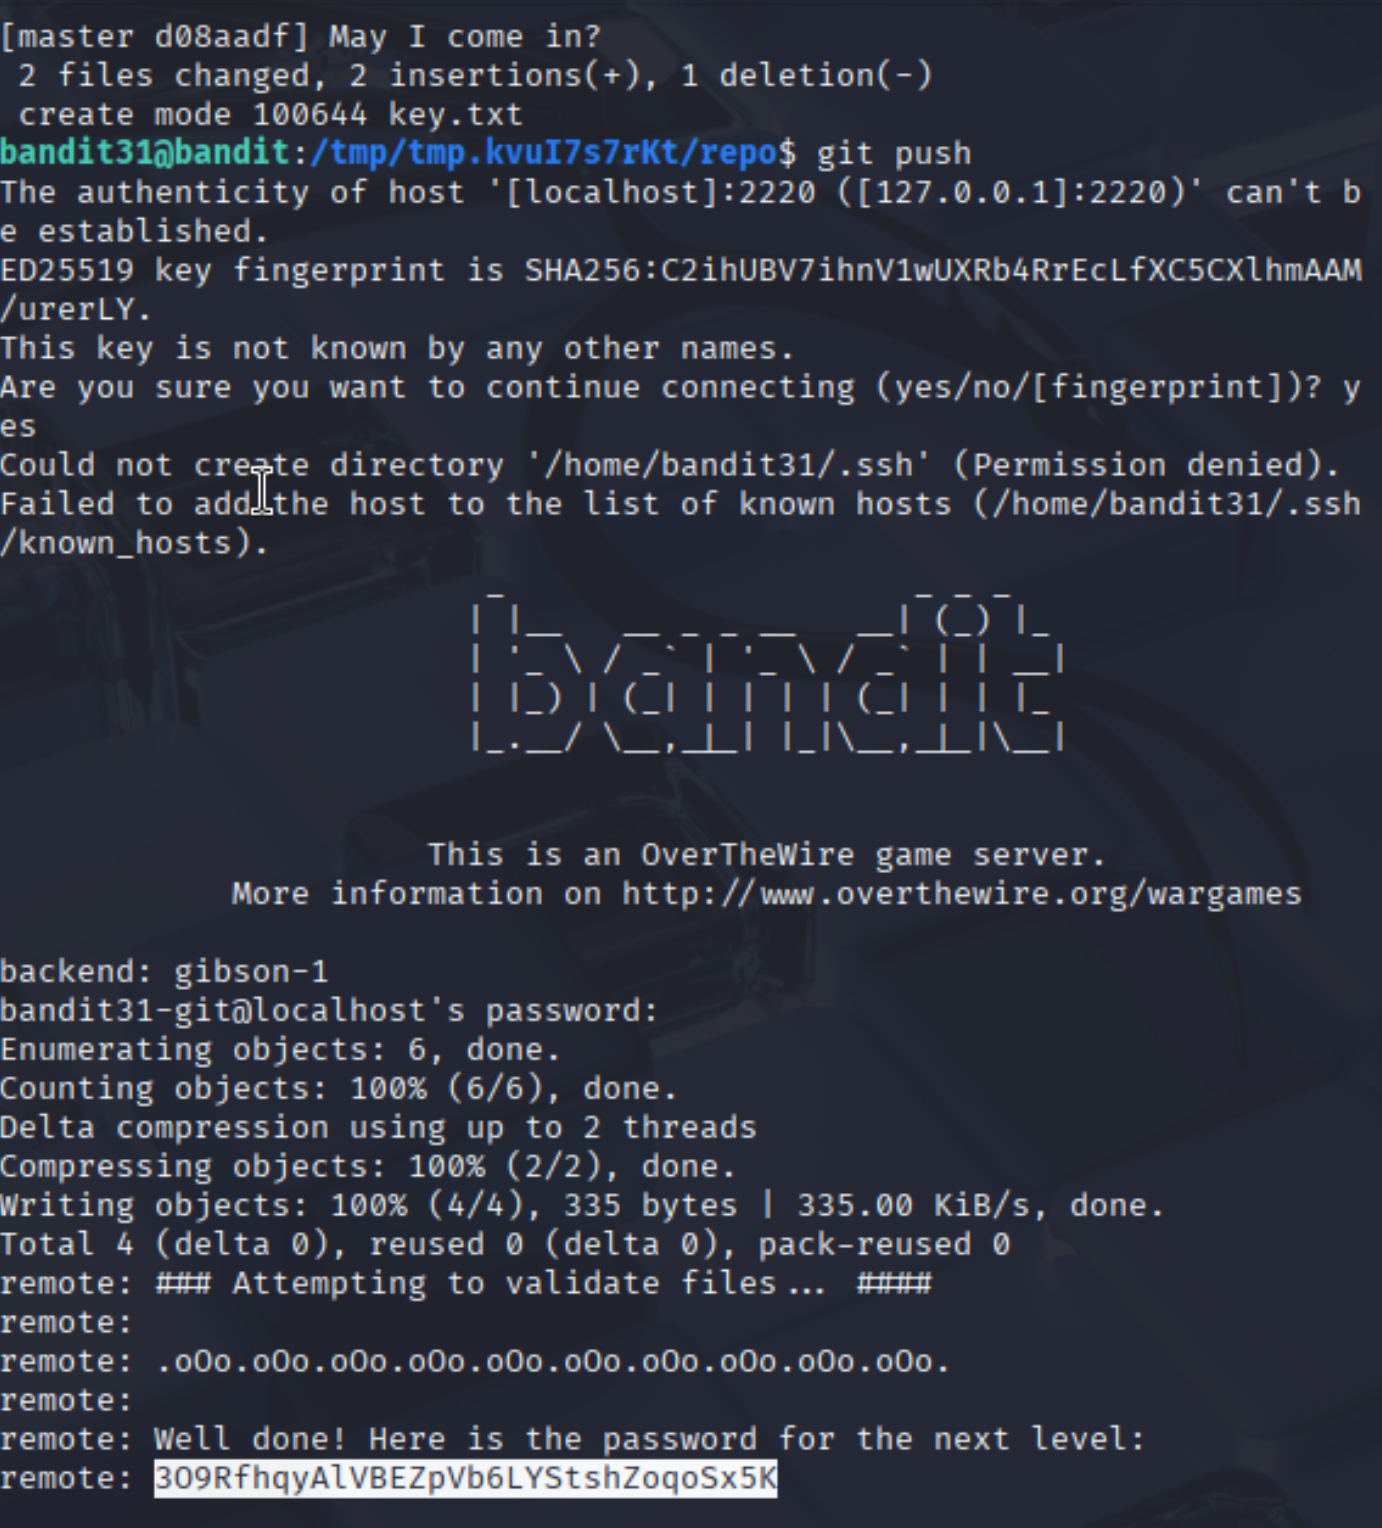 [master d08aadf] May I come in?
 2 files changed, 2 insertions(+), 1 deletion(-)
 create mode 100644 key.txt
bandit31@bandit:/tmp/tmp.kvuI7s7rKt/repo$ git push
The authenticity of host '[localhost]:2220 ([127.0.0.1]:2220)' can't b
e established.
ED25519 key fingerprint is SHA256:C2ihUBV7ihnV1wUXRb4RrEcLfXC5CXlhmAAM
/urerLY.
This key is not known by any other names.
Are you sure you want to continue connecting (yes/no/[fingerprint])? y
es
Could not create directory '/home/bandit31/.ssh' (Permission denied).
Failed to add the host to the list of known hosts (/home/bandit31/.ssh
/known_hosts).
bandit
This is an OverTheWire game server.
More information on http://www.overthewire.org/wargames
backend: gibson-1
bandit31-git@localhost's password:
Enumerating objects: 6, done.
Counting objects: 100% (6/6), done.
Delta compression using up to 2 threads
Compressing objects: 100% (2/2), done.
Writing objects: 100% (4/4), 335 bytes | 335.00 KiB/s, done.
Total 4 (delta 0), reused 0 (delta 0), pack-reused 0
remote: ### Attempting to validate files... ####
remote:
remote: .oOo.oOo.oOo.oOo.oOo.oOo.oOo.oOo.oOo.oOo.
remote:
remote: Well done! Here is the password for the next level:
remote: 3O9RfhqyAlVBEZpVb6LYStshZoqoSx5K